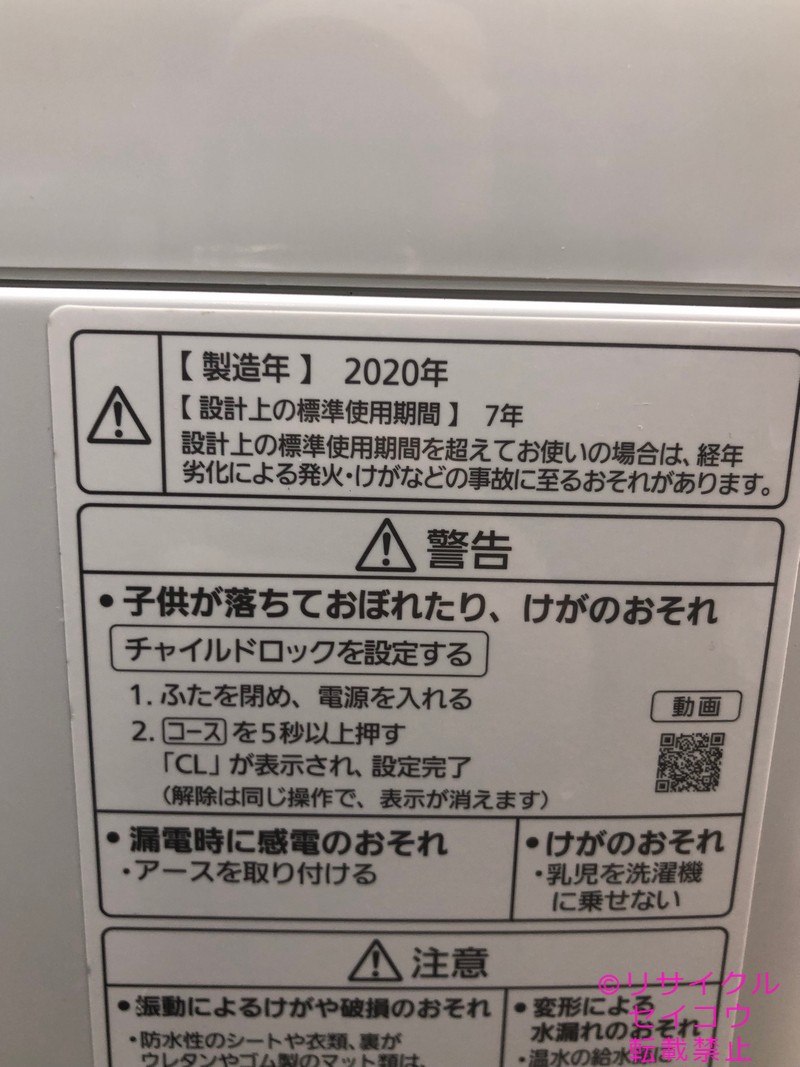 【 製造年 】 2020年
【 設計上の標準使用期間 】 7年
設計上の標準使用期間を超えてお使いの場合は、経年
劣化による発火・けがなどの事故に至るおそれがあります。
警告
• 子供が落ちておぼれたり、けがのおそれ
チャイルドロックを設定する
1. ふたを閉め、電源を入れる
2. コース を5秒以上押す
「CL」が表示され、設定完了
（解除は同じ操作で、表示が消えます）
動画
• 漏電時に感電のおそれ
・アースを取り付ける
• けがのおそれ
・乳児を洗濯機
に乗せない
注意
• 振動によるけがや破損のおそれ
・防水性のシートや衣類、裏が
ウレタンやゴム製のマット類は、
• 変形による
水漏れのおそれ
・温水の給水
©リサイクル
セイコウ
転載禁止